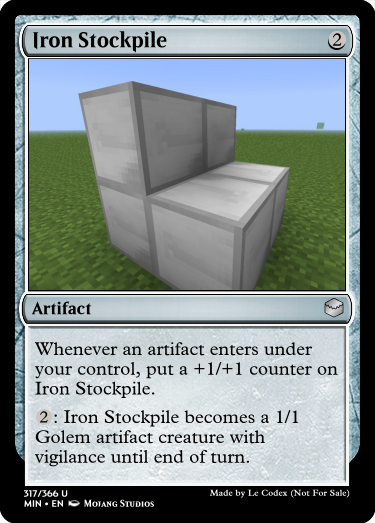 Iron Stockpile 2
Artifact
Whenever an artifact enters under
your control, put a +1/+1 counter on
Iron Stockpile.
2 : Iron Stockpile becomes a 1/1
Golem artifact creature with
vigilance until end of turn.
317/366 U Made by Le Codex (Not For Sale)
MIN • EN Mojang Studios